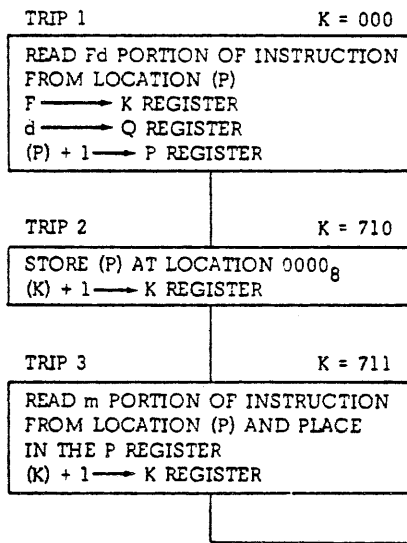 TRIP 1 K = 000
READ Fd PORTION OF INSTRUCTION
FROM LOCATION (P)
F → K REGISTER
d → Q REGISTER
(P) + 1 → P REGISTER
TRIP 2 K = 710
STORE (P) AT LOCATION 0000₈
(K) + 1 → K REGISTER
TRIP 3 K = 711
READ m PORTION OF INSTRUCTION
FROM LOCATION (P) AND PLACE
IN THE P REGISTER
(K) + 1 → K REGISTER